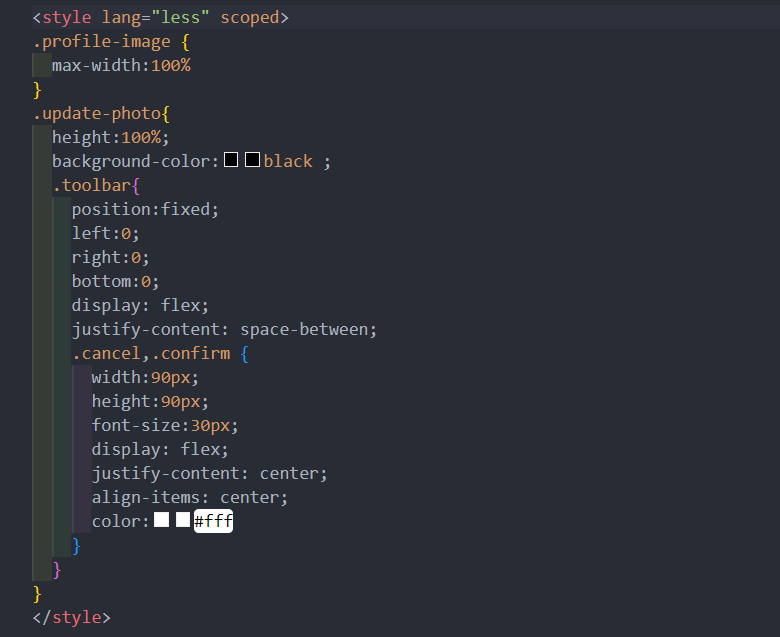 <style lang="less" scoped>
.profile-image {
  max-width:100%
}
.update-photo{
  height:100%;
  background-color:black ;
  .toolbar{
    position:fixed;
    left:0;
    right:0;
    bottom:0;
    display: flex;
    justify-content: space-between;
    .cancel,.confirm {
      width:90px;
      height:90px;
      font-size:30px;
      display: flex;
      justify-content: center;
      align-items: center;
      color:#fff
    }
  }
}
</style>